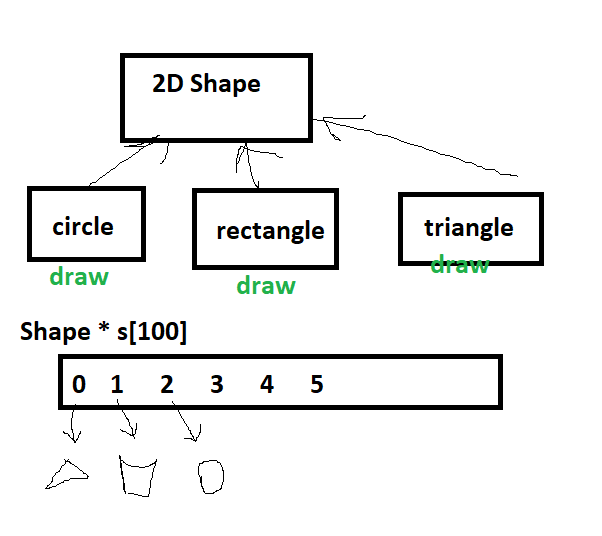 2D Shape
circle
rectangle
triangle
draw
draw
draw
Shape * s[100]
0 1 2 3 4 5